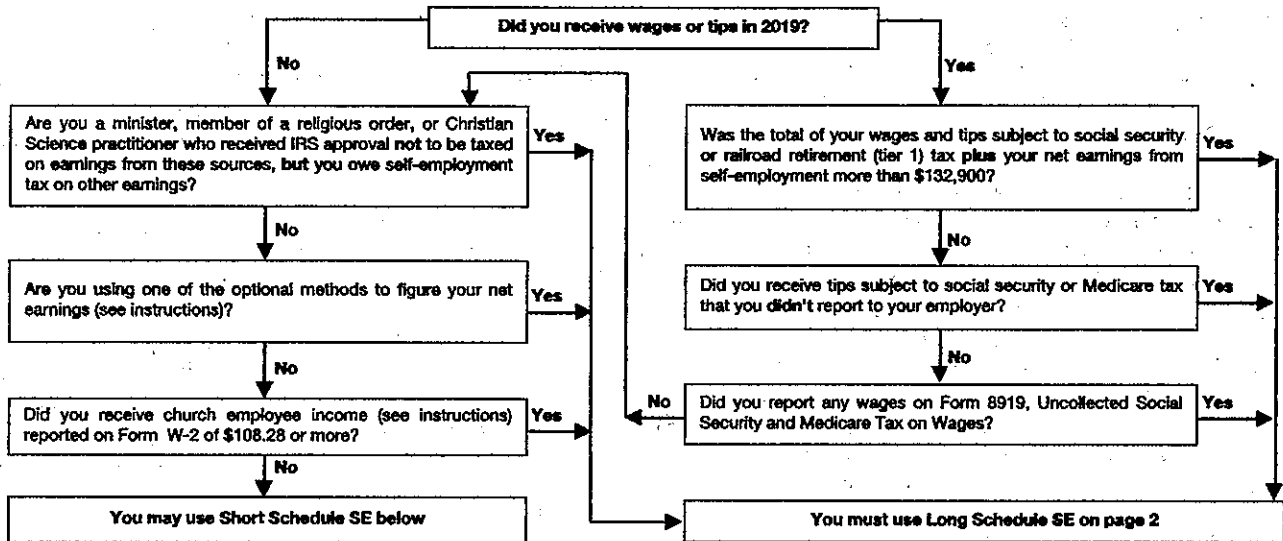 Did you receive wages or tips in 2019?
No
Yes
Are you a minister, member of a religious order, or Christian
Science practitioner who received IRS approval not to be taxed
on earnings from these sources, but you owe self-employment
tax on other earnings?
Yes
Was the total of your wages and tips subject to social security
or railroad retirement (tier 1) tax plus your net earnings from
self-employment more than $132,900?
Yes
No
No
Are you using one of the optional methods to figure your net
earnings (see instructions)?
Yes
Did you receive tips subject to social security or Medicare tax
that you didn't report to your employer?
Yes
No
No
Did you receive church employee income (see instructions)
reported on Form W-2 of $108.28 or more?
Yes
No
Did you report any wages on Form 8919, Uncollected Social
Security and Medicare Tax on Wages?
Yes
No
You may use Short Schedule SE below
You must use Long Schedule SE on page 2